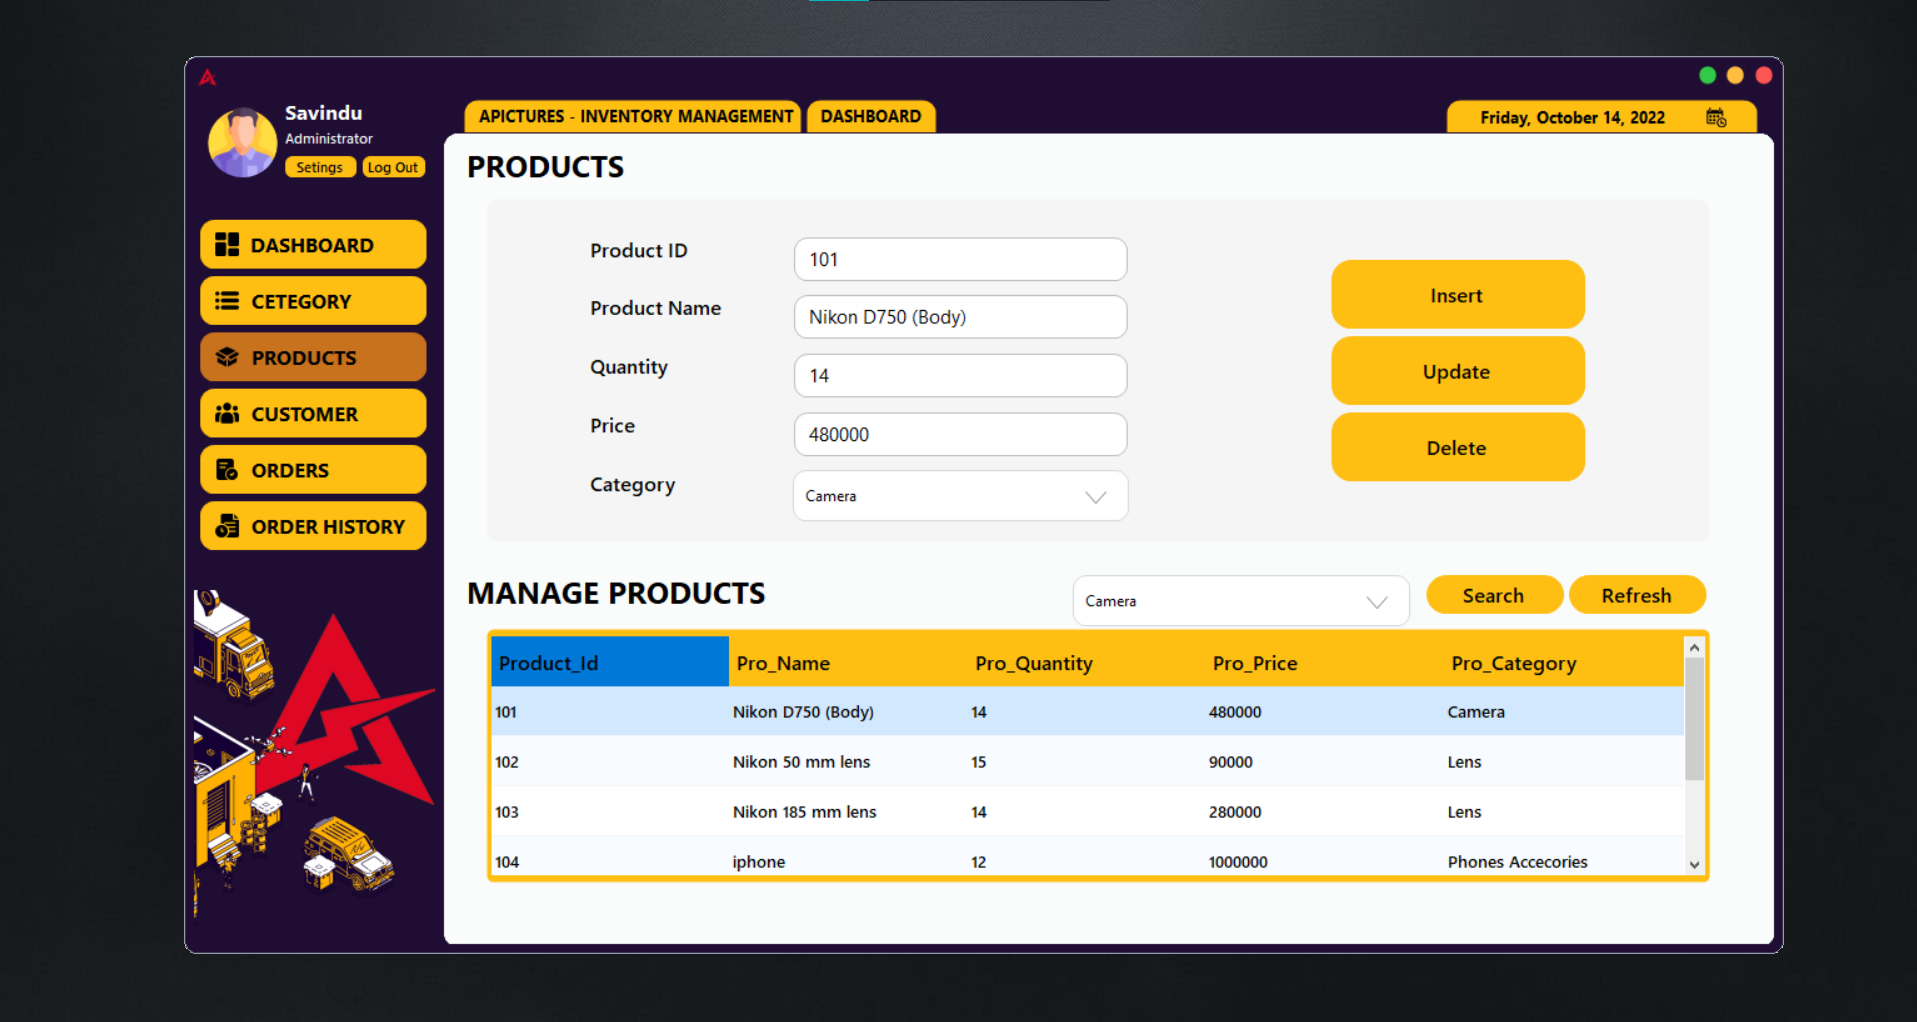 Savindu
Administrator
Setings Log Out
APICTURES - INVENTORY MANAGEMENT DASHBOARD Friday, October 14, 2022
DASHBOARD
CETEGORY
PRODUCTS
CUSTOMER
ORDERS
ORDER HISTORY
PRODUCTS
Product ID 101
Product Name Nikon D750 (Body)
Quantity 14
Price 480000
Category Camera
Insert
Update
Delete
MANAGE PRODUCTS Camera Search Refresh
Product_Id Pro_Name Pro_Quantity Pro_Price Pro_Category
101 Nikon D750 (Body) 14 480000 Camera
102 Nikon 50 mm lens 15 90000 Lens
103 Nikon 185 mm lens 14 280000 Lens
104 iphone 12 1000000 Phones Accecories